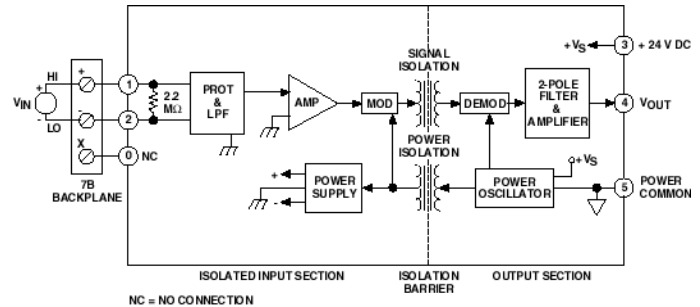 SIGNAL
ISOLATION
+VS
3
+ 24 V DC
HI
+
VIN
+
-
LO
-
X
7B
BACKPLANE
1
2
0
NC
2.2
MΩ
PROT
&
LPF
AMP
MOD
DEMOD
2-POLE
FILTER
&
AMPLIFIER
4
VOUT
POWER
ISOLATION
+
-
POWER
SUPPLY
POWER
OSCILLATOR
+VS
5
POWER
COMMON
ISOLATED INPUT SECTION
ISOLATION
BARRIER
OUTPUT SECTION
NC = NO CONNECTION